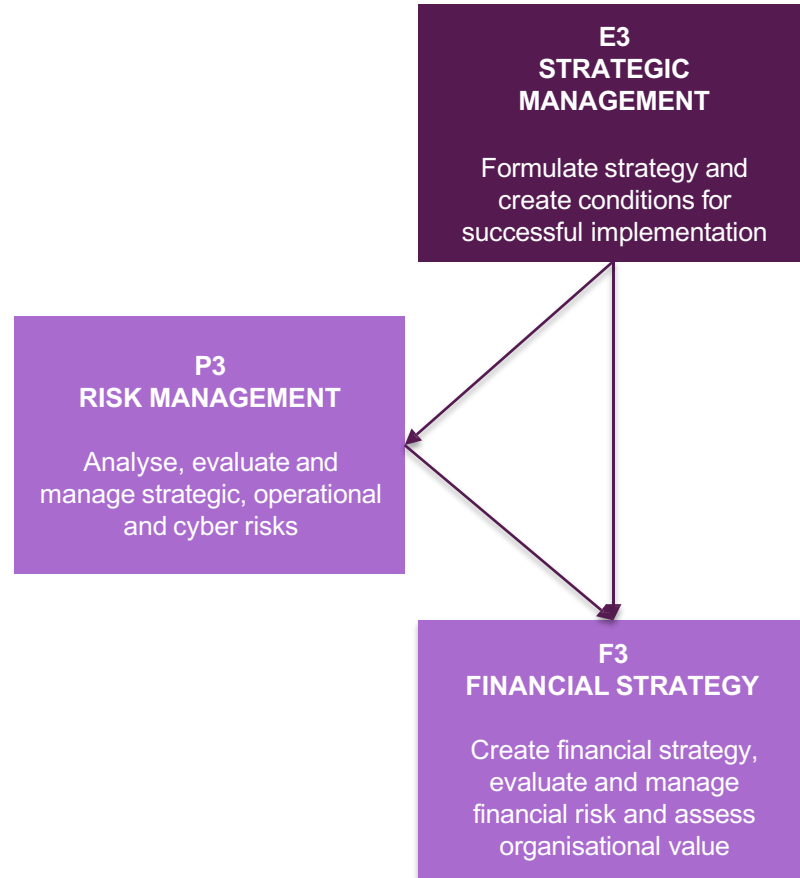 E3
STRATEGIC
MANAGEMENT
Formulate strategy and
create conditions for
successful implementation
P3
RISK MANAGEMENT
Analyse, evaluate and
manage strategic, operational
and cyber risks
F3
FINANCIAL STRATEGY
Create financial strategy,
evaluate and manage
financial risk and assess
organisational value